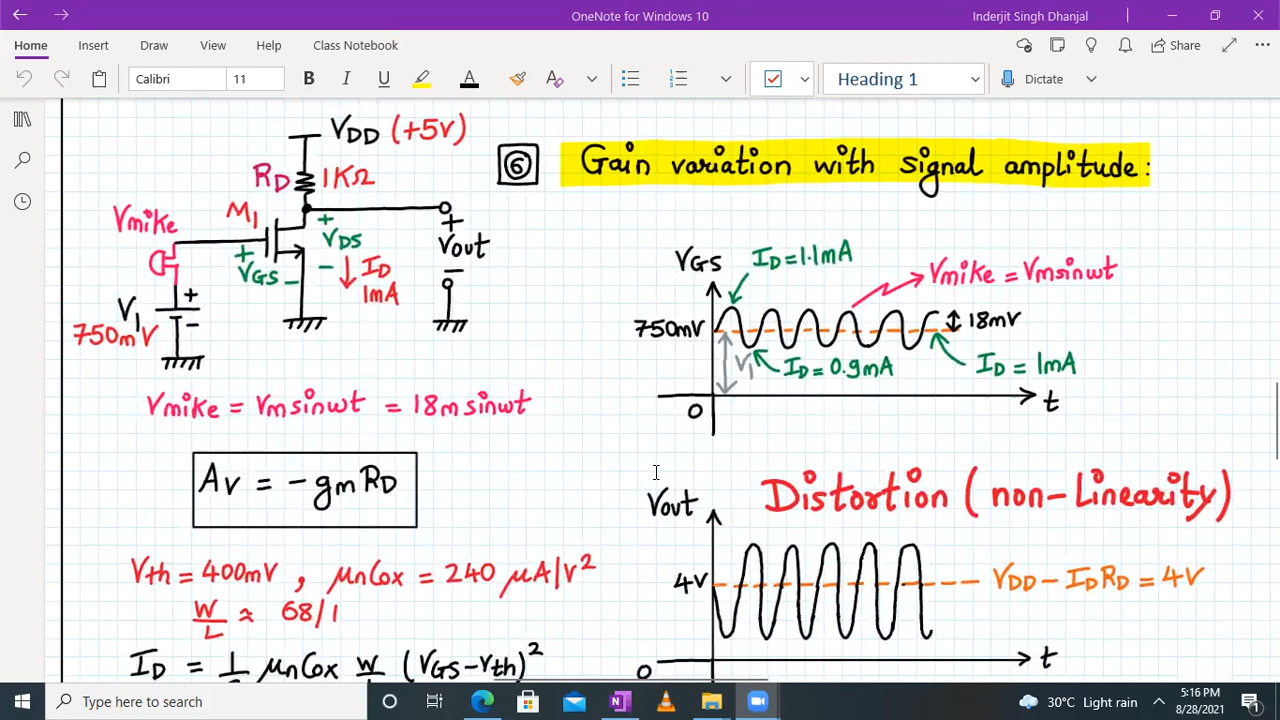 OneNote for Windows 10
Inderjit Singh Dhanjal
Home Insert Draw View Help Class Notebook Share
Calibri 11 B I U A Heading 1 Dictate
VDD (+5V)
RD 1KΩ
Vmike M1
+ VDS -
+ VGS -
ID
1mA
+ Vout -
V1 + -
750mV
Vmike = Vmsinωt = 18m sinωt
AV = - gmRD
Vth = 400mV , μnCox = 240 μA/V²
W/L ≈ 68/1
ID = 1/ μnCox W/ (VGS-Vth)²
6 Gain variation with signal amplitude:
VGS ID=1.1mA
Vmike = Vmsinωt
750mV 18mV
V1 ID= 0.9mA ID = 1mA
0 t
Vout Distortion (non-Linearity)
4V VDD - IDRD = 4V
0 t
Type here to search
30°C Light rain
5:16 PM
8/28/2021
1